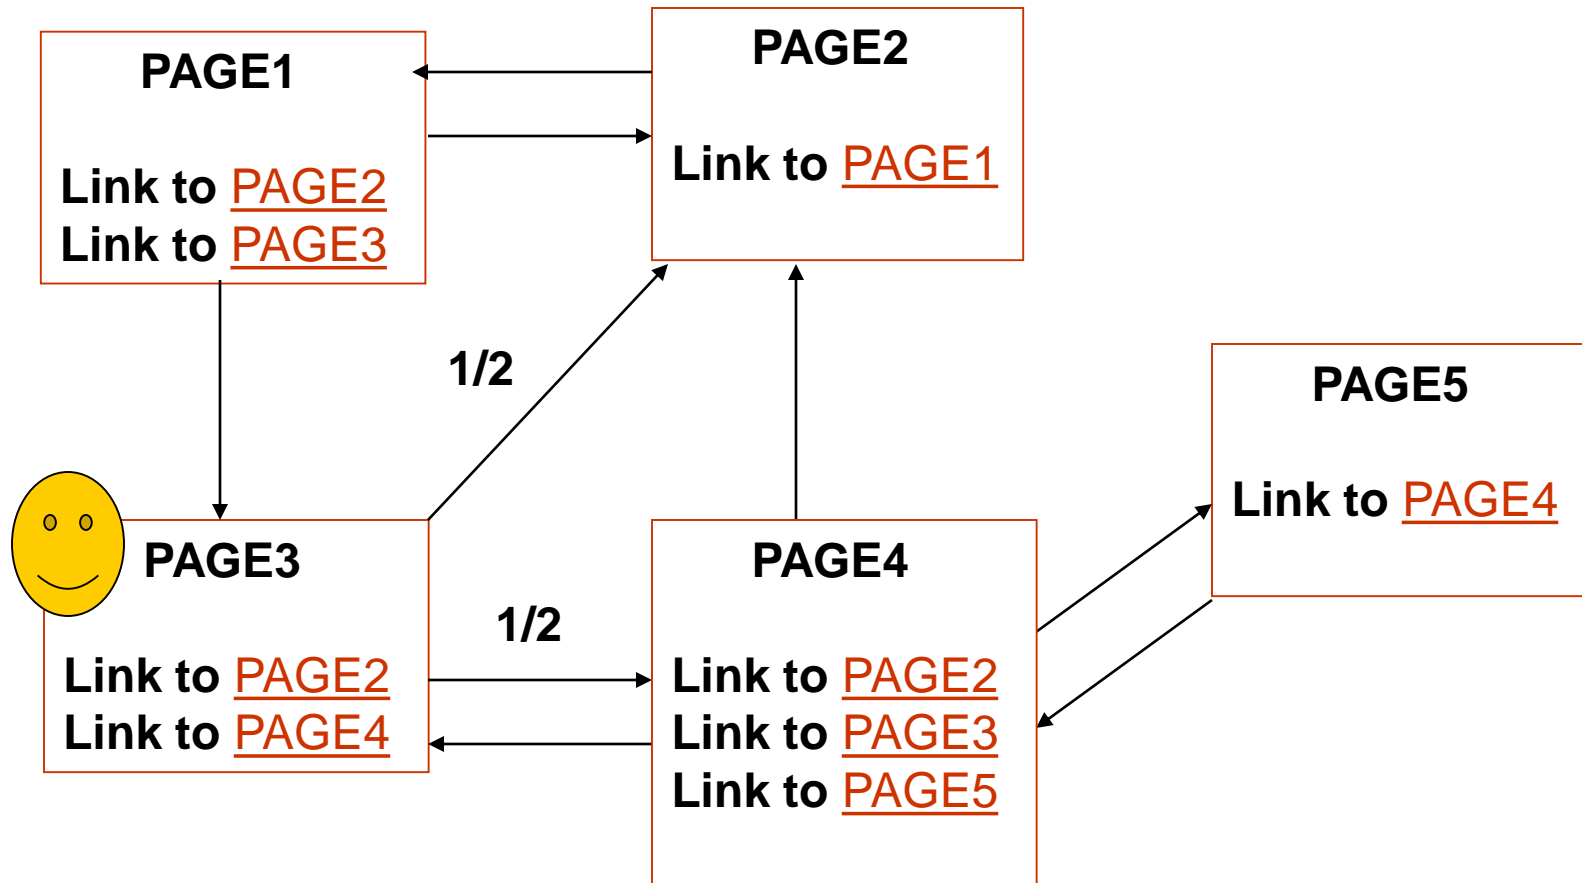 PAGE1
Link to PAGE2
Link to PAGE3
PAGE2
Link to PAGE1
1/2
PAGE5
Link to PAGE4
PAGE3
Link to PAGE2
Link to PAGE4
1/2
PAGE4
Link to PAGE2
Link to PAGE3
Link to PAGE5